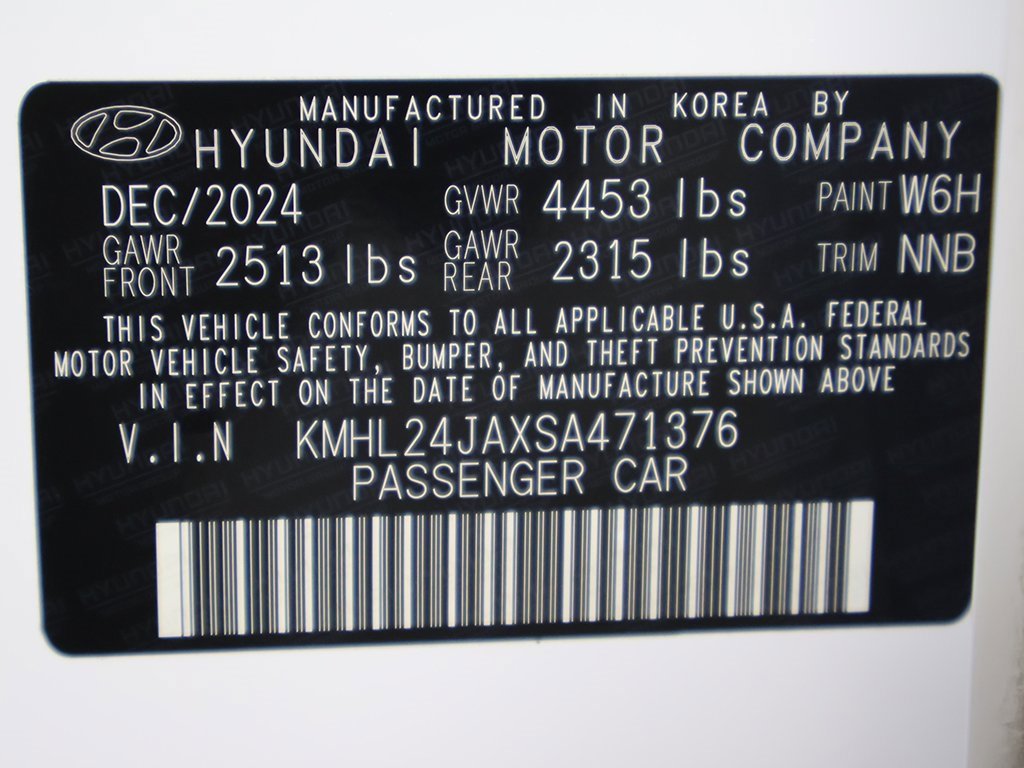 MANUFACTURED IN KOREA BY
HYUNDAI MOTOR COMPANY
DEC/2024 GVWR 4453 lbs PAINT W6H
GAWR FRONT 2513 lbs GAWR REAR 2315 lbs TRIM NNB
THIS VEHICLE CONFORMS TO ALL APPLICABLE U.S.A. FEDERAL
MOTOR VEHICLE SAFETY, BUMPER, AND THEFT PREVENTION STANDARDS
IN EFFECT ON THE DATE OF MANUFACTURE SHOWN ABOVE
V.I.N KMHL24JAXSA471376
PASSENGER CAR